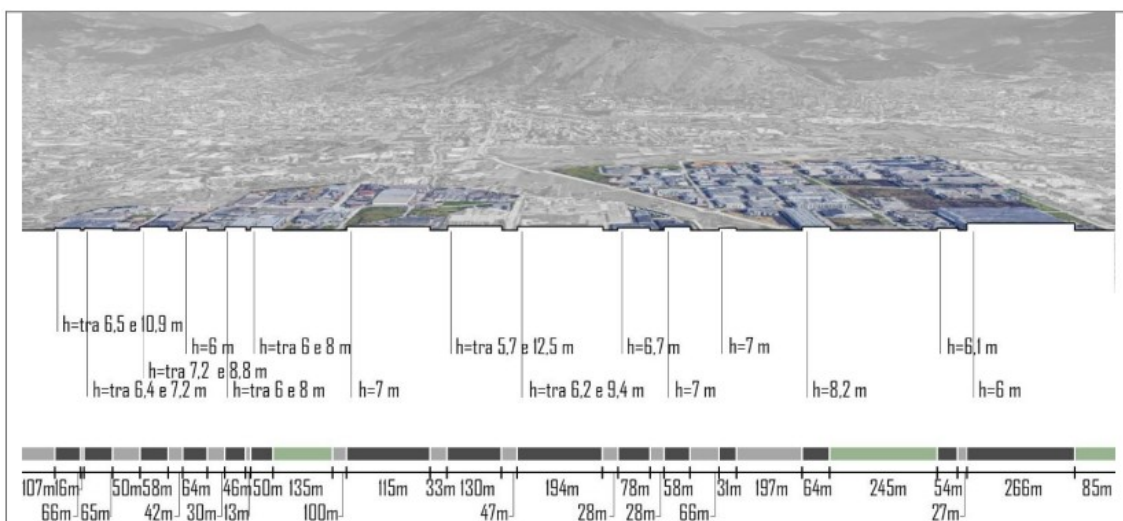 h=tra 6,5 e 10,9 m
h=6 m
h=tra 6 e 8 m
h=tra 5,7 e 12,5 m
h=6,7 m
h=7 m
h=6,1 m
h=tra 7,2 e 8,8 m
h=tra 6,4 e 7,2 m
h=tra 6 e 8 m
h=7 m
h=tra 6,2 e 9,4 m
h=7 m
h=8,2 m
h=6 m
107m 16m 50m 58m 64m 46m 50m 135m 115m 33m 130m 194m 78m 58m 31m 197m 64m 245m 54m 266m 85m
66m 65m 42m 30m 13m 100m 47m 28m 28m 66m 27m